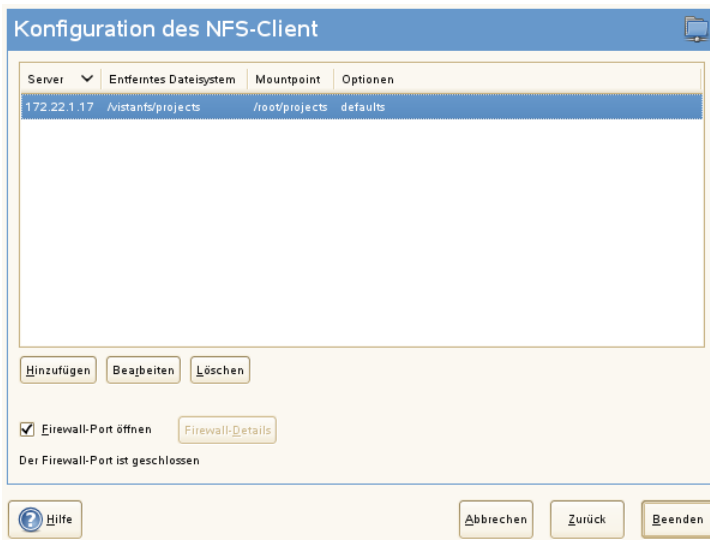 Konfiguration des NFS-Client
Server Entferntes Dateisystem Mountpoint Optionen
172.22.1.17 /vistanfs/projects /root/projects defaults
Hinzufügen Bearbeiten Löschen
Firewall-Port öffnen Firewall-Details
Der Firewall-Port ist geschlossen
Hilfe Abbrechen Zurück Beenden